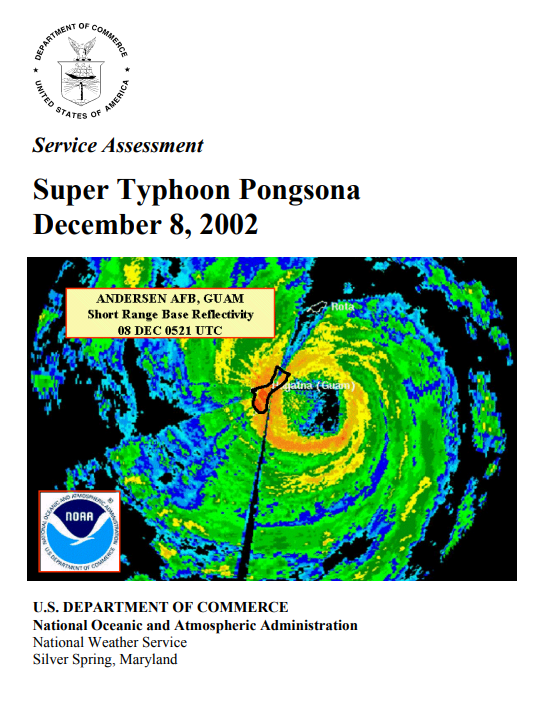 DEPARTMENT OF COMMERCE
UNITED STATES OF AMERICA
Service Assessment
Super Typhoon Pongsona
December 8, 2002
ANDERSEN AFB, GUAM
Short Range Base Reflectivity
08 DEC 0521 UTC
Rota
(Guam)
NATIONAL OCEANIC AND ATMOSPHERIC ADMINISTRATION
NOAA
U.S. DEPARTMENT OF COMMERCE
U.S. DEPARTMENT OF COMMERCE
National Oceanic and Atmospheric Administration
National Weather Service
Silver Spring, Maryland